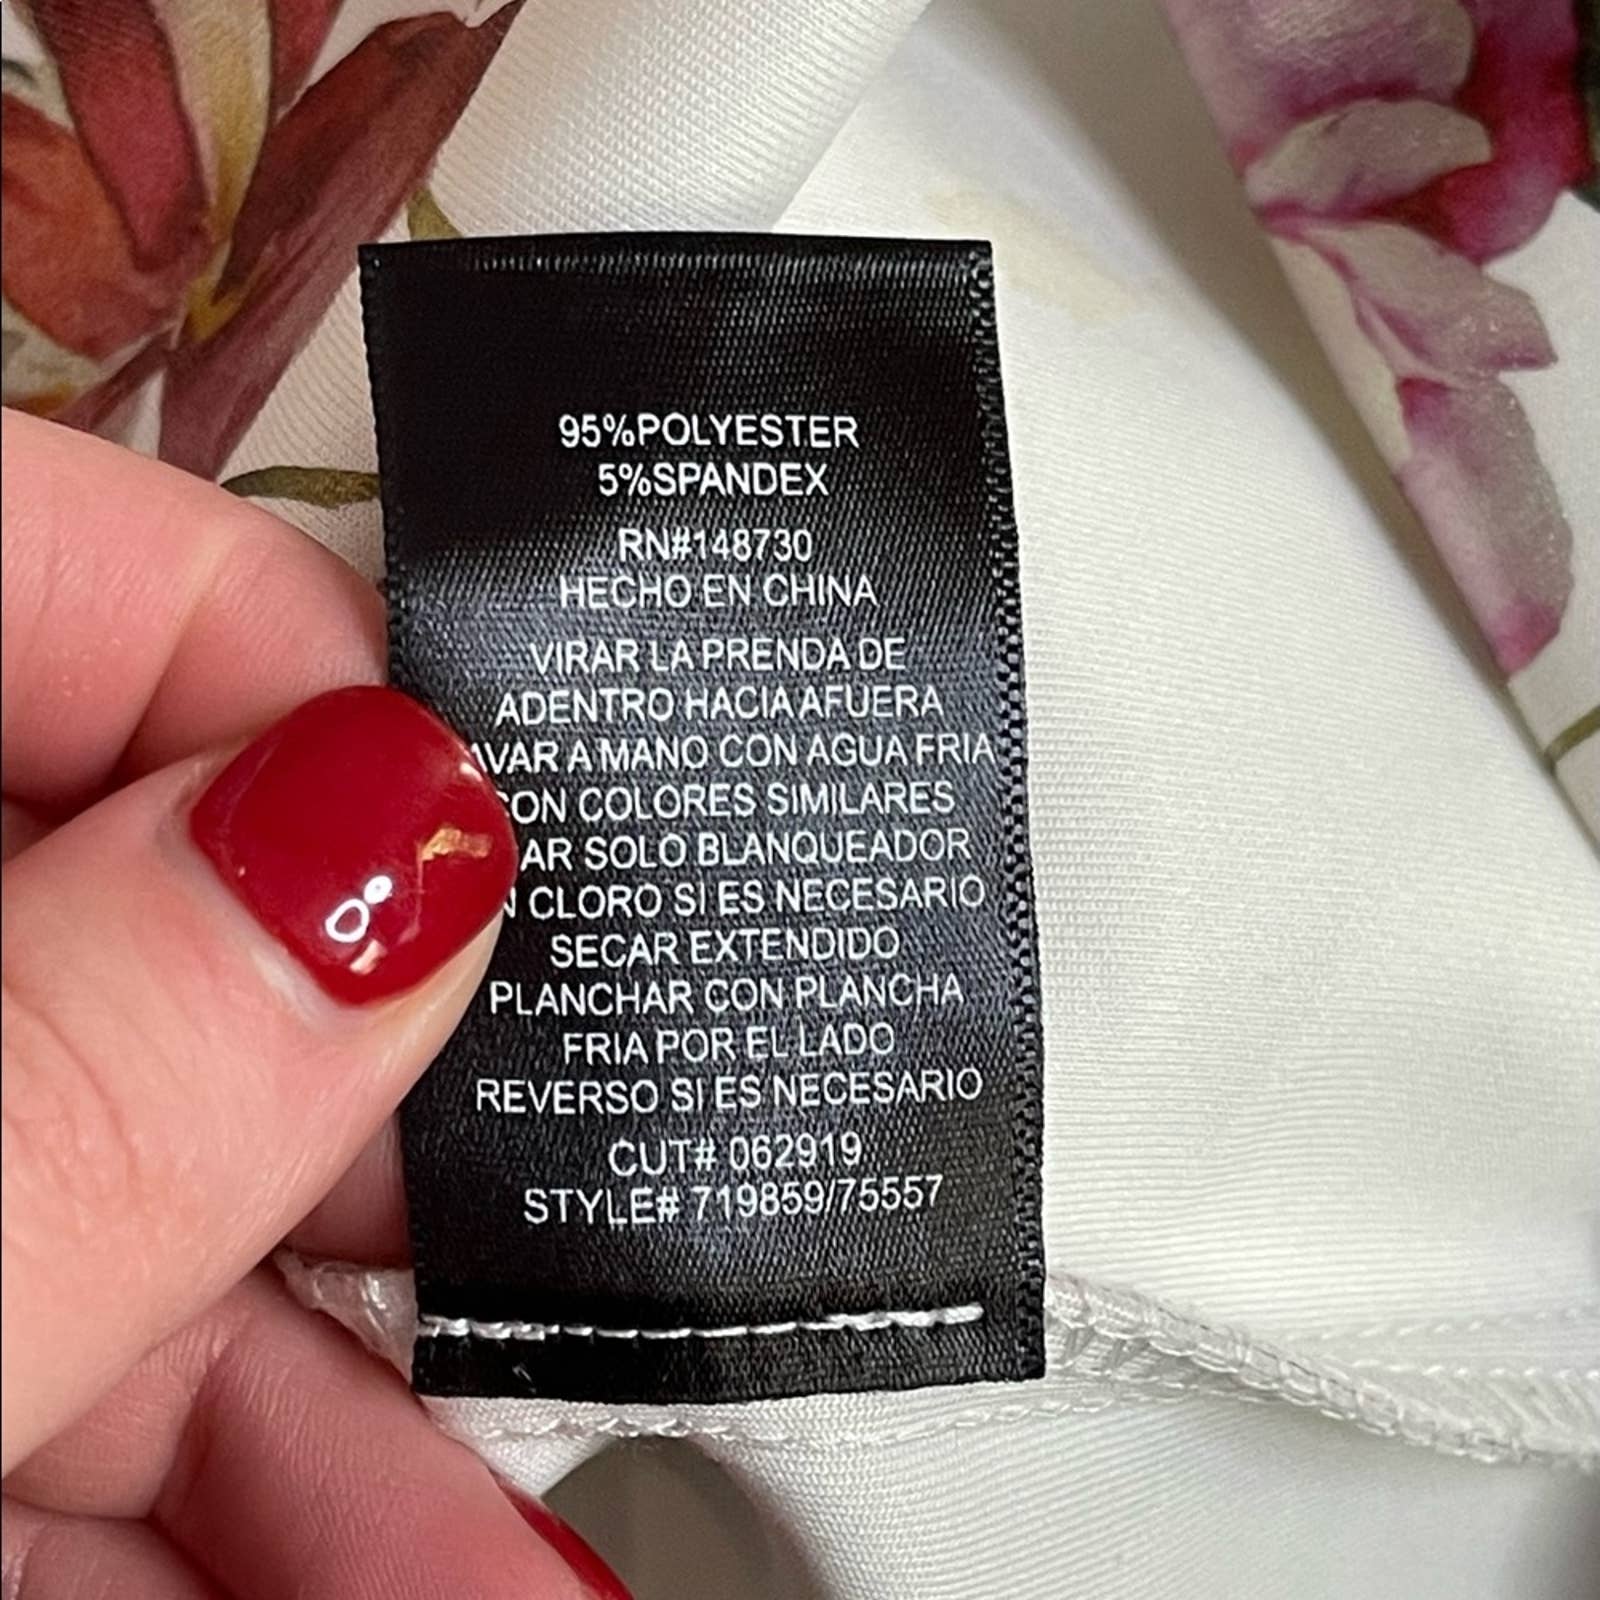 95%POLYESTER
5%SPANDEX
RN#148730
HECHO EN CHINA
VIRAR LA PRENDA DE
ADENTRO HACIA AFUERA
AVAR A MANO CON AGUA FRIA
CON COLORES SIMILARES
AR SOLO BLANQUEADOR
N CLORO SI ES NECESARIO
SECAR EXTENDIDO
PLANCHAR CON PLANCHA
FRIA POR EL LADO
REVERSO SI ES NECESARIO
CUT# 062919
STYLE# 719859/75557